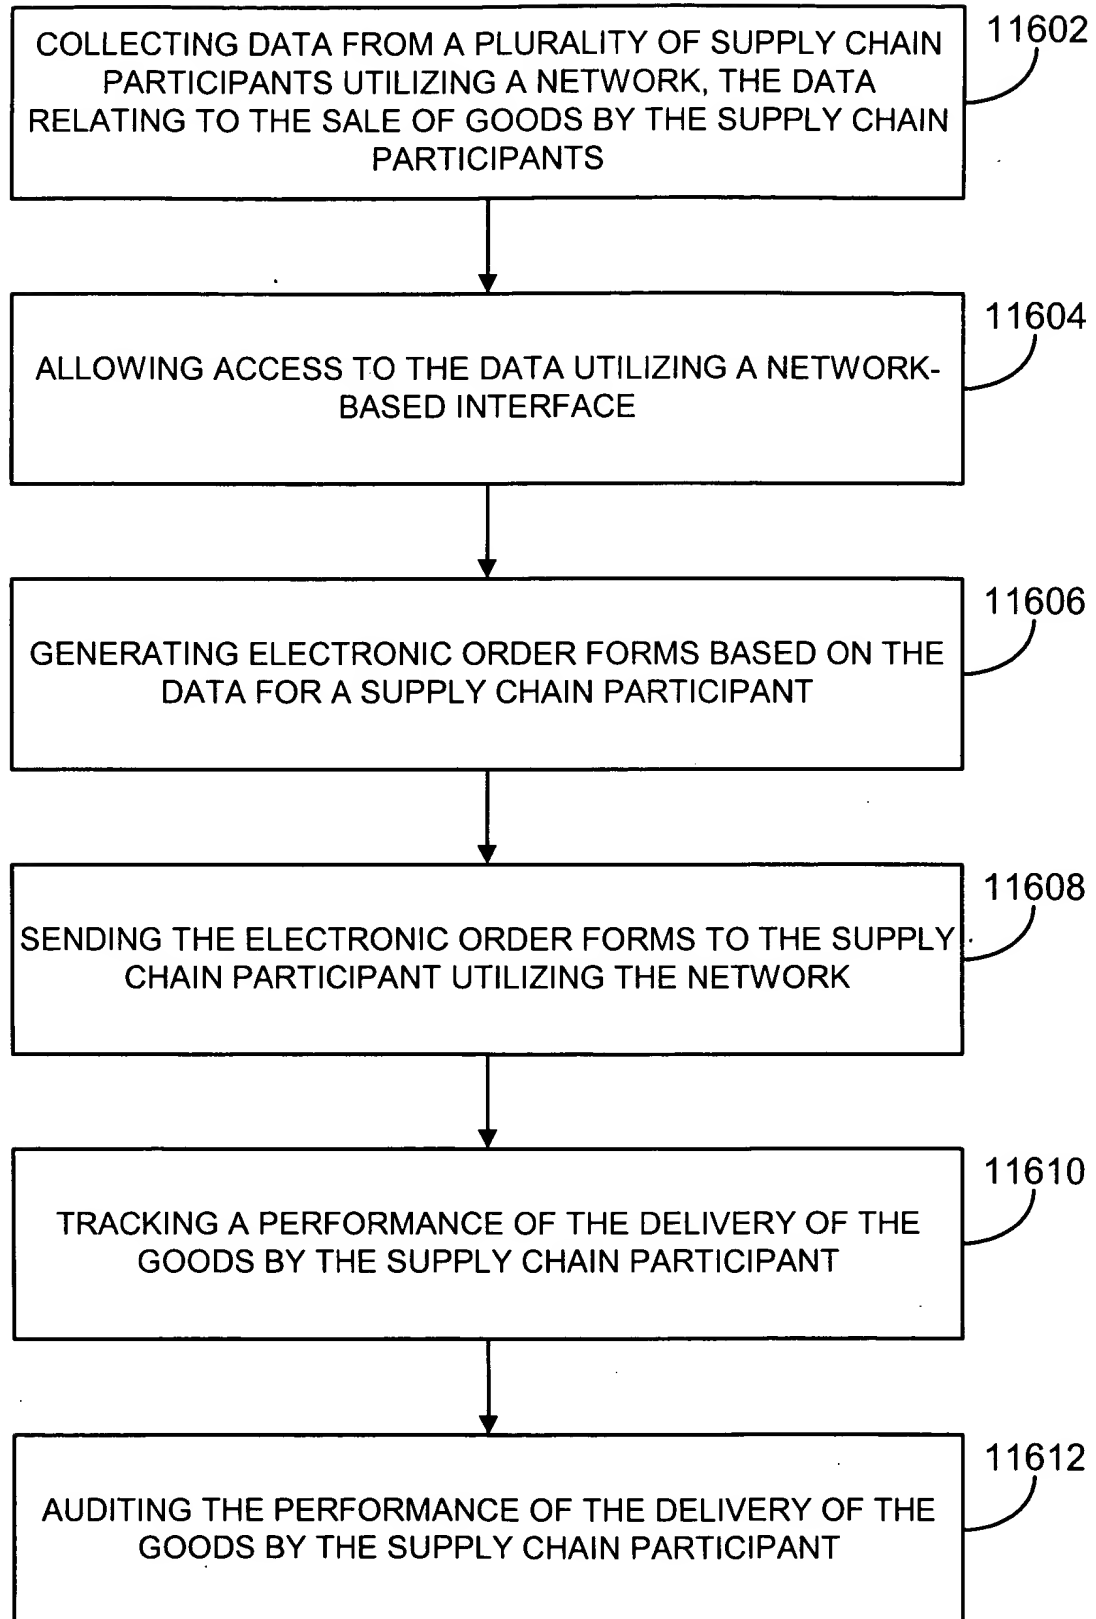 COLLECTING DATA FROM A PLURALITY OF SUPPLY CHAIN
PARTICIPANTS UTILIZING A NETWORK, THE DATA
RELATING TO THE SALE OF GOODS BY THE SUPPLY CHAIN
PARTICIPANTS
11602
ALLOWING ACCESS TO THE DATA UTILIZING A NETWORK-
BASED INTERFACE
11604
GENERATING ELECTRONIC ORDER FORMS BASED ON THE
DATA FOR A SUPPLY CHAIN PARTICIPANT
11606
SENDING THE ELECTRONIC ORDER FORMS TO THE SUPPLY
CHAIN PARTICIPANT UTILIZING THE NETWORK
11608
TRACKING A PERFORMANCE OF THE DELIVERY OF THE
GOODS BY THE SUPPLY CHAIN PARTICIPANT
11610
AUDITING THE PERFORMANCE OF THE DELIVERY OF THE
GOODS BY THE SUPPLY CHAIN PARTICIPANT
11612